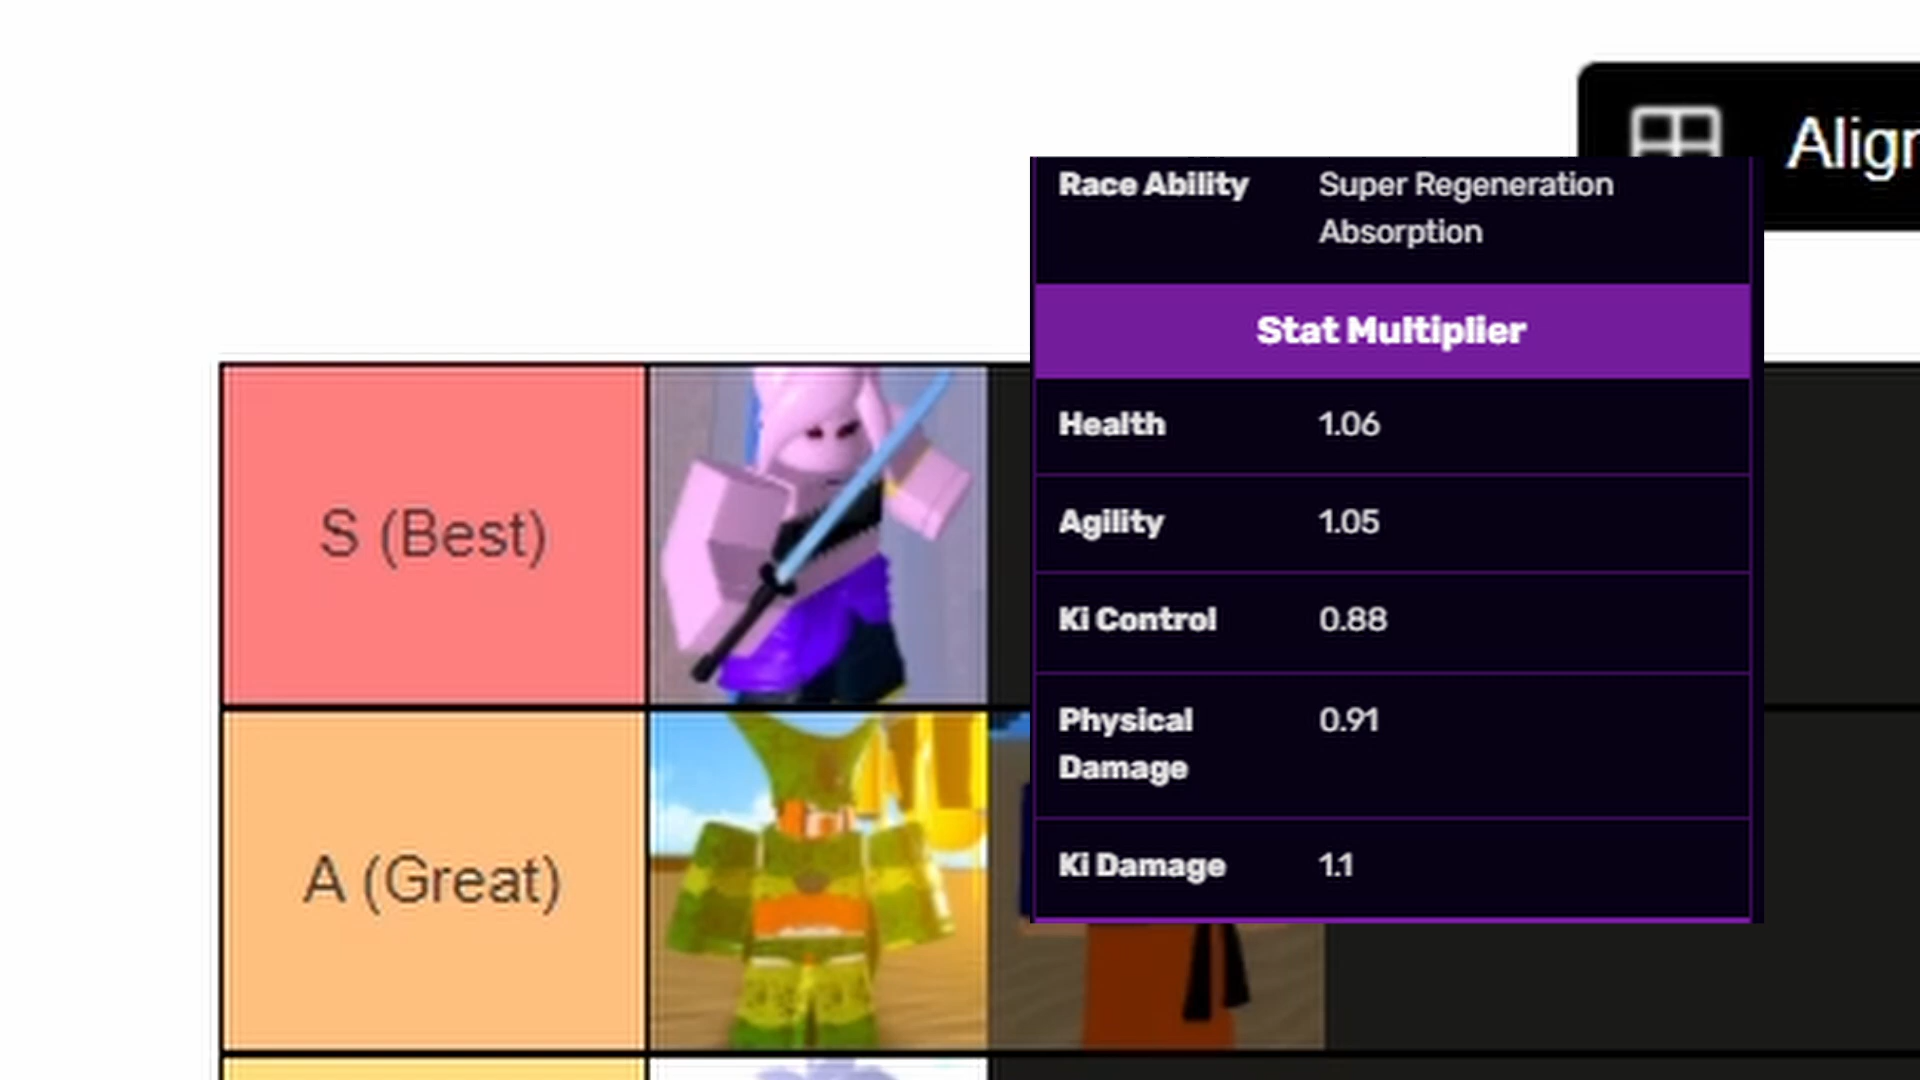 Align
Race Ability Super Regeneration
Absorption
Stat Multiplier
Health 1.06
Agility 1.05
Ki Control 0.88
Physical 0.91
Damage
Ki Damage 1.1
S (Best)
A (Great)